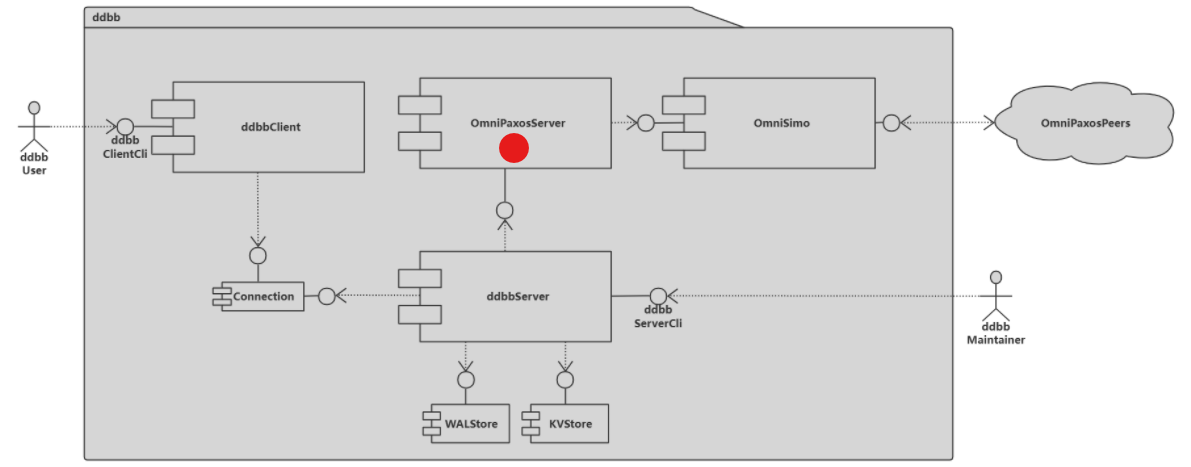 ddbb
ddbbClient
OmniPaxosServer
OmniSimo
OmniPaxosPeers
ddbb
ClientCli
ddbb
User
Connection
ddbbServer
ddbb
ServerCli
ddbb
Maintainer
WALStore
KVStore